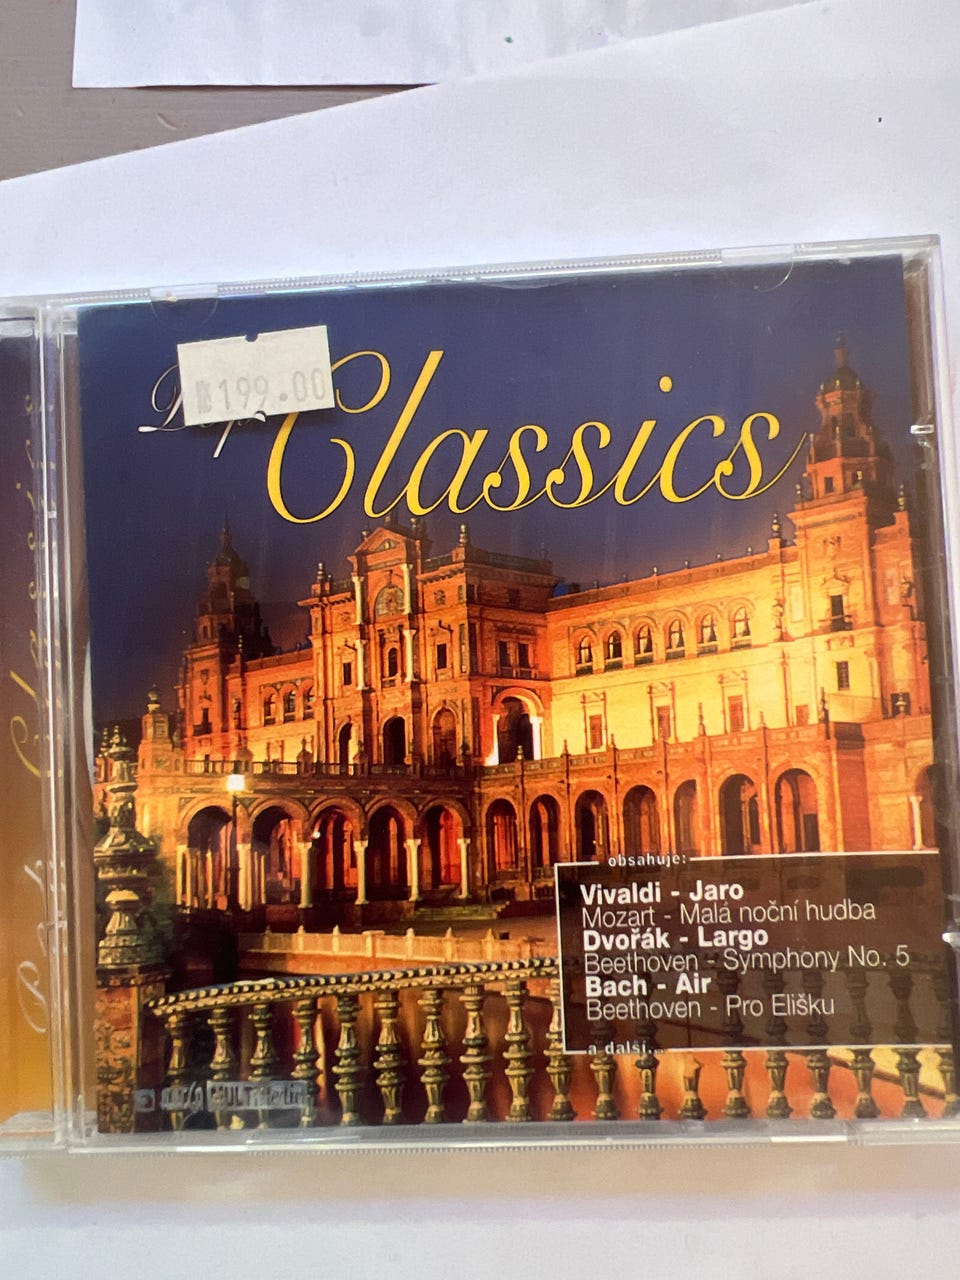 199.00
Classics
obsahuje:
Vivaldi - Jaro
Mozart - Malá noční hudba
Dvořák - Largo
Beethoven - Symphony No. 5
Bach - Air
Beethoven - Pro Elišku
a další....
MULTI